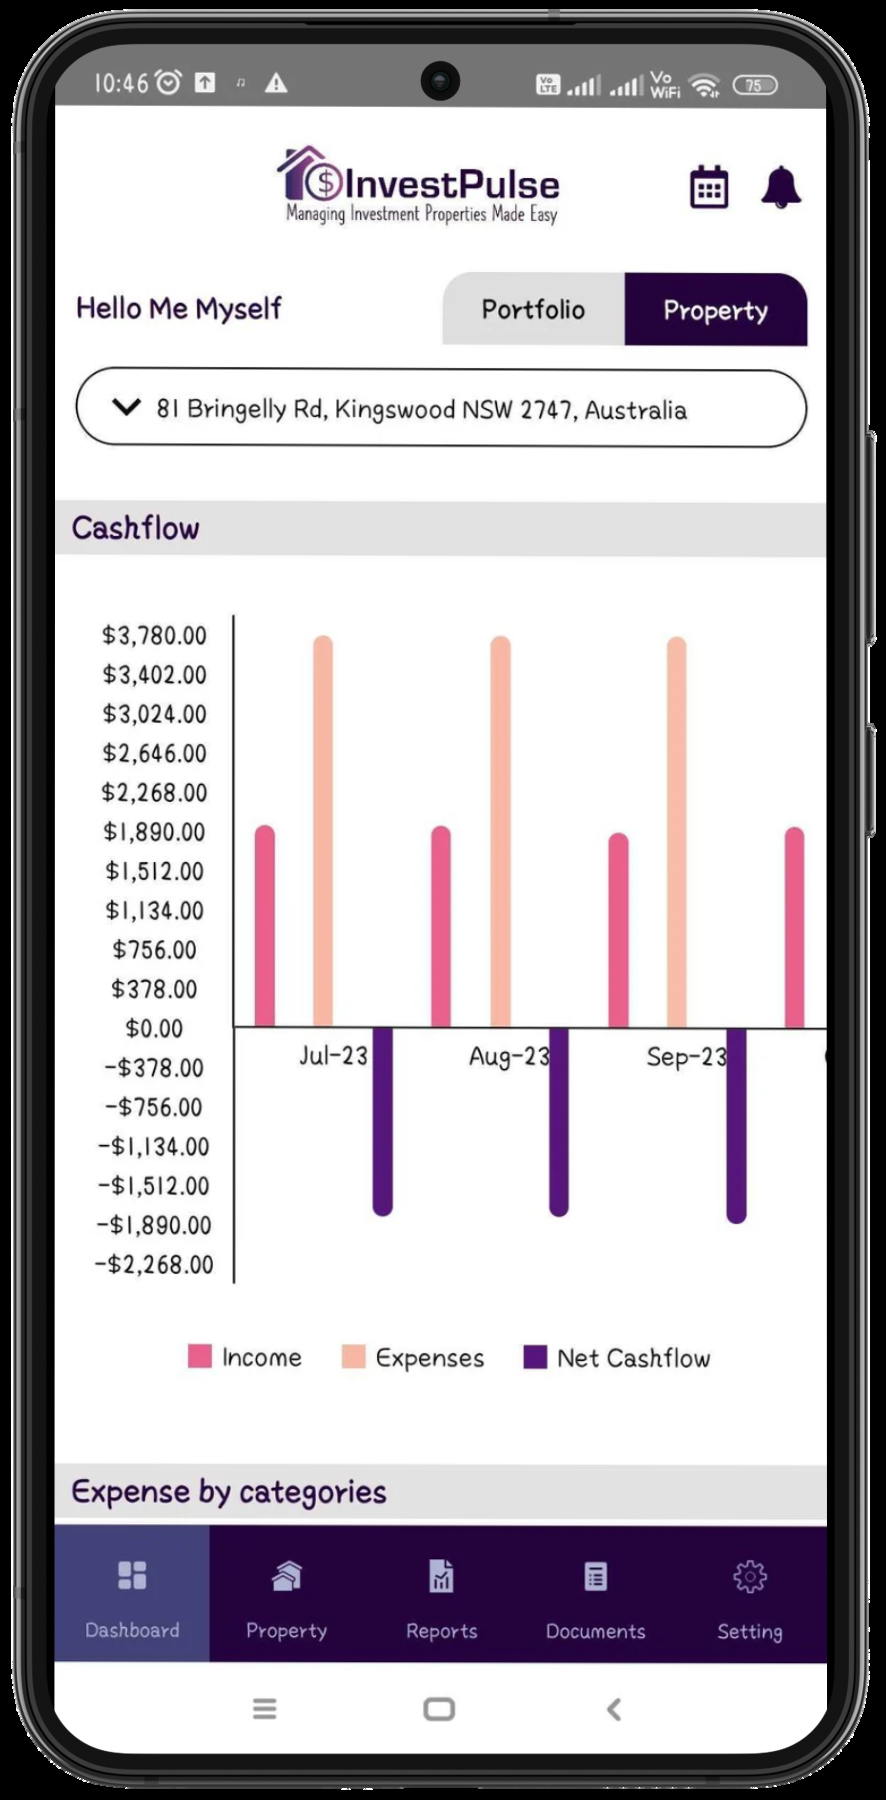 10:46
Vo
LTE
Vo
WiFi
75
InvestPulse
Managing Investment Properties Made Easy
Hello Me Myself
Portfolio
Property
81 Bringelly Rd, Kingswood NSW 2747, Australia
Cashflow
$3,780.00
$3,402.00
$3,024.00
$2,646.00
$2,268.00
$1,890.00
$1,512.00
$1,134.00
$756.00
$378.00
$0.00
-$378.00
-$756.00
-$1,134.00
-$1,512.00
-$1,890.00
-$2,268.00
Jul-23
Aug-23
Sep-23
Income
Expenses
Net Cashflow
Expense by categories
Dashboard
Property
Reports
Documents
Setting